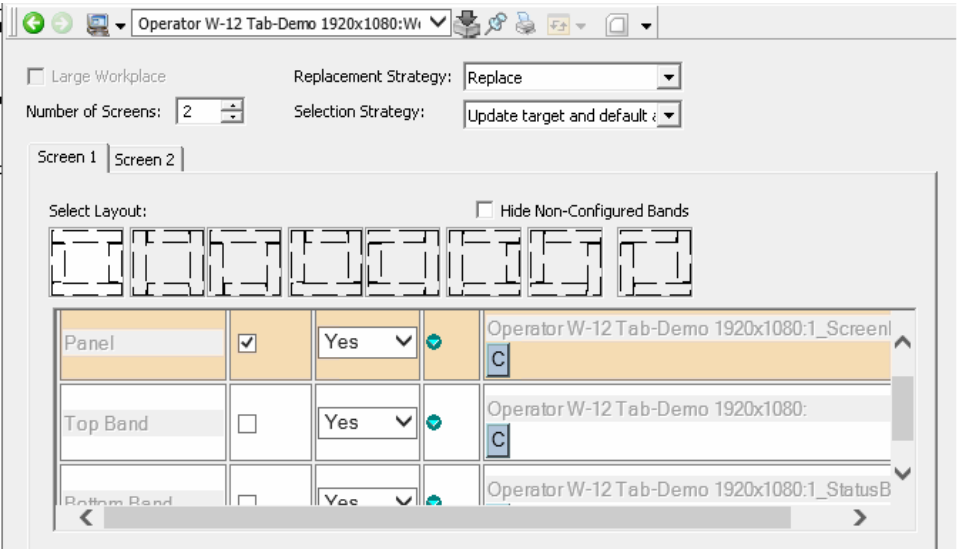 Operator W-12 Tab-Demo 1920x1080:W
Large Workplace
Replacement Strategy: Replace
Number of Screens: 2
Selection Strategy: Update target and default
Screen 1
Screen 2
Select Layout:
Hide Non-Configured Bands
Operator W-12 Tab-Demo 1920x1080:1_Screen
Panel
Yes
C
Operator W-12 Tab-Demo 1920x1080:
Top Band
Yes
C
Operator W-12 Tab-Demo 1920x1080:1_StatusB
Bottom Band
Yes